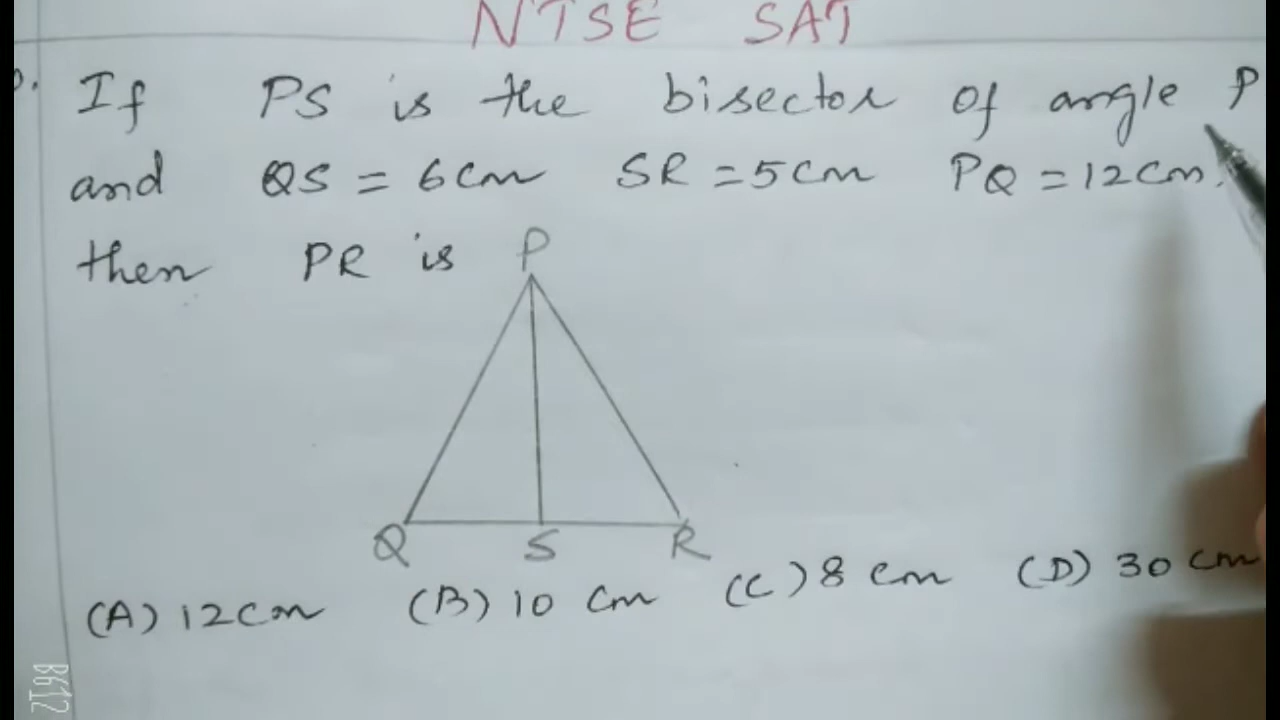 NTSE SAT
If PS is the bisector of angle P
and QS = 6cm SR = 5cm PQ = 12cm.
then PR is
P
Q S R
(A) 12cm (B) 10 cm (C) 8 cm (D) 30 cm
B612